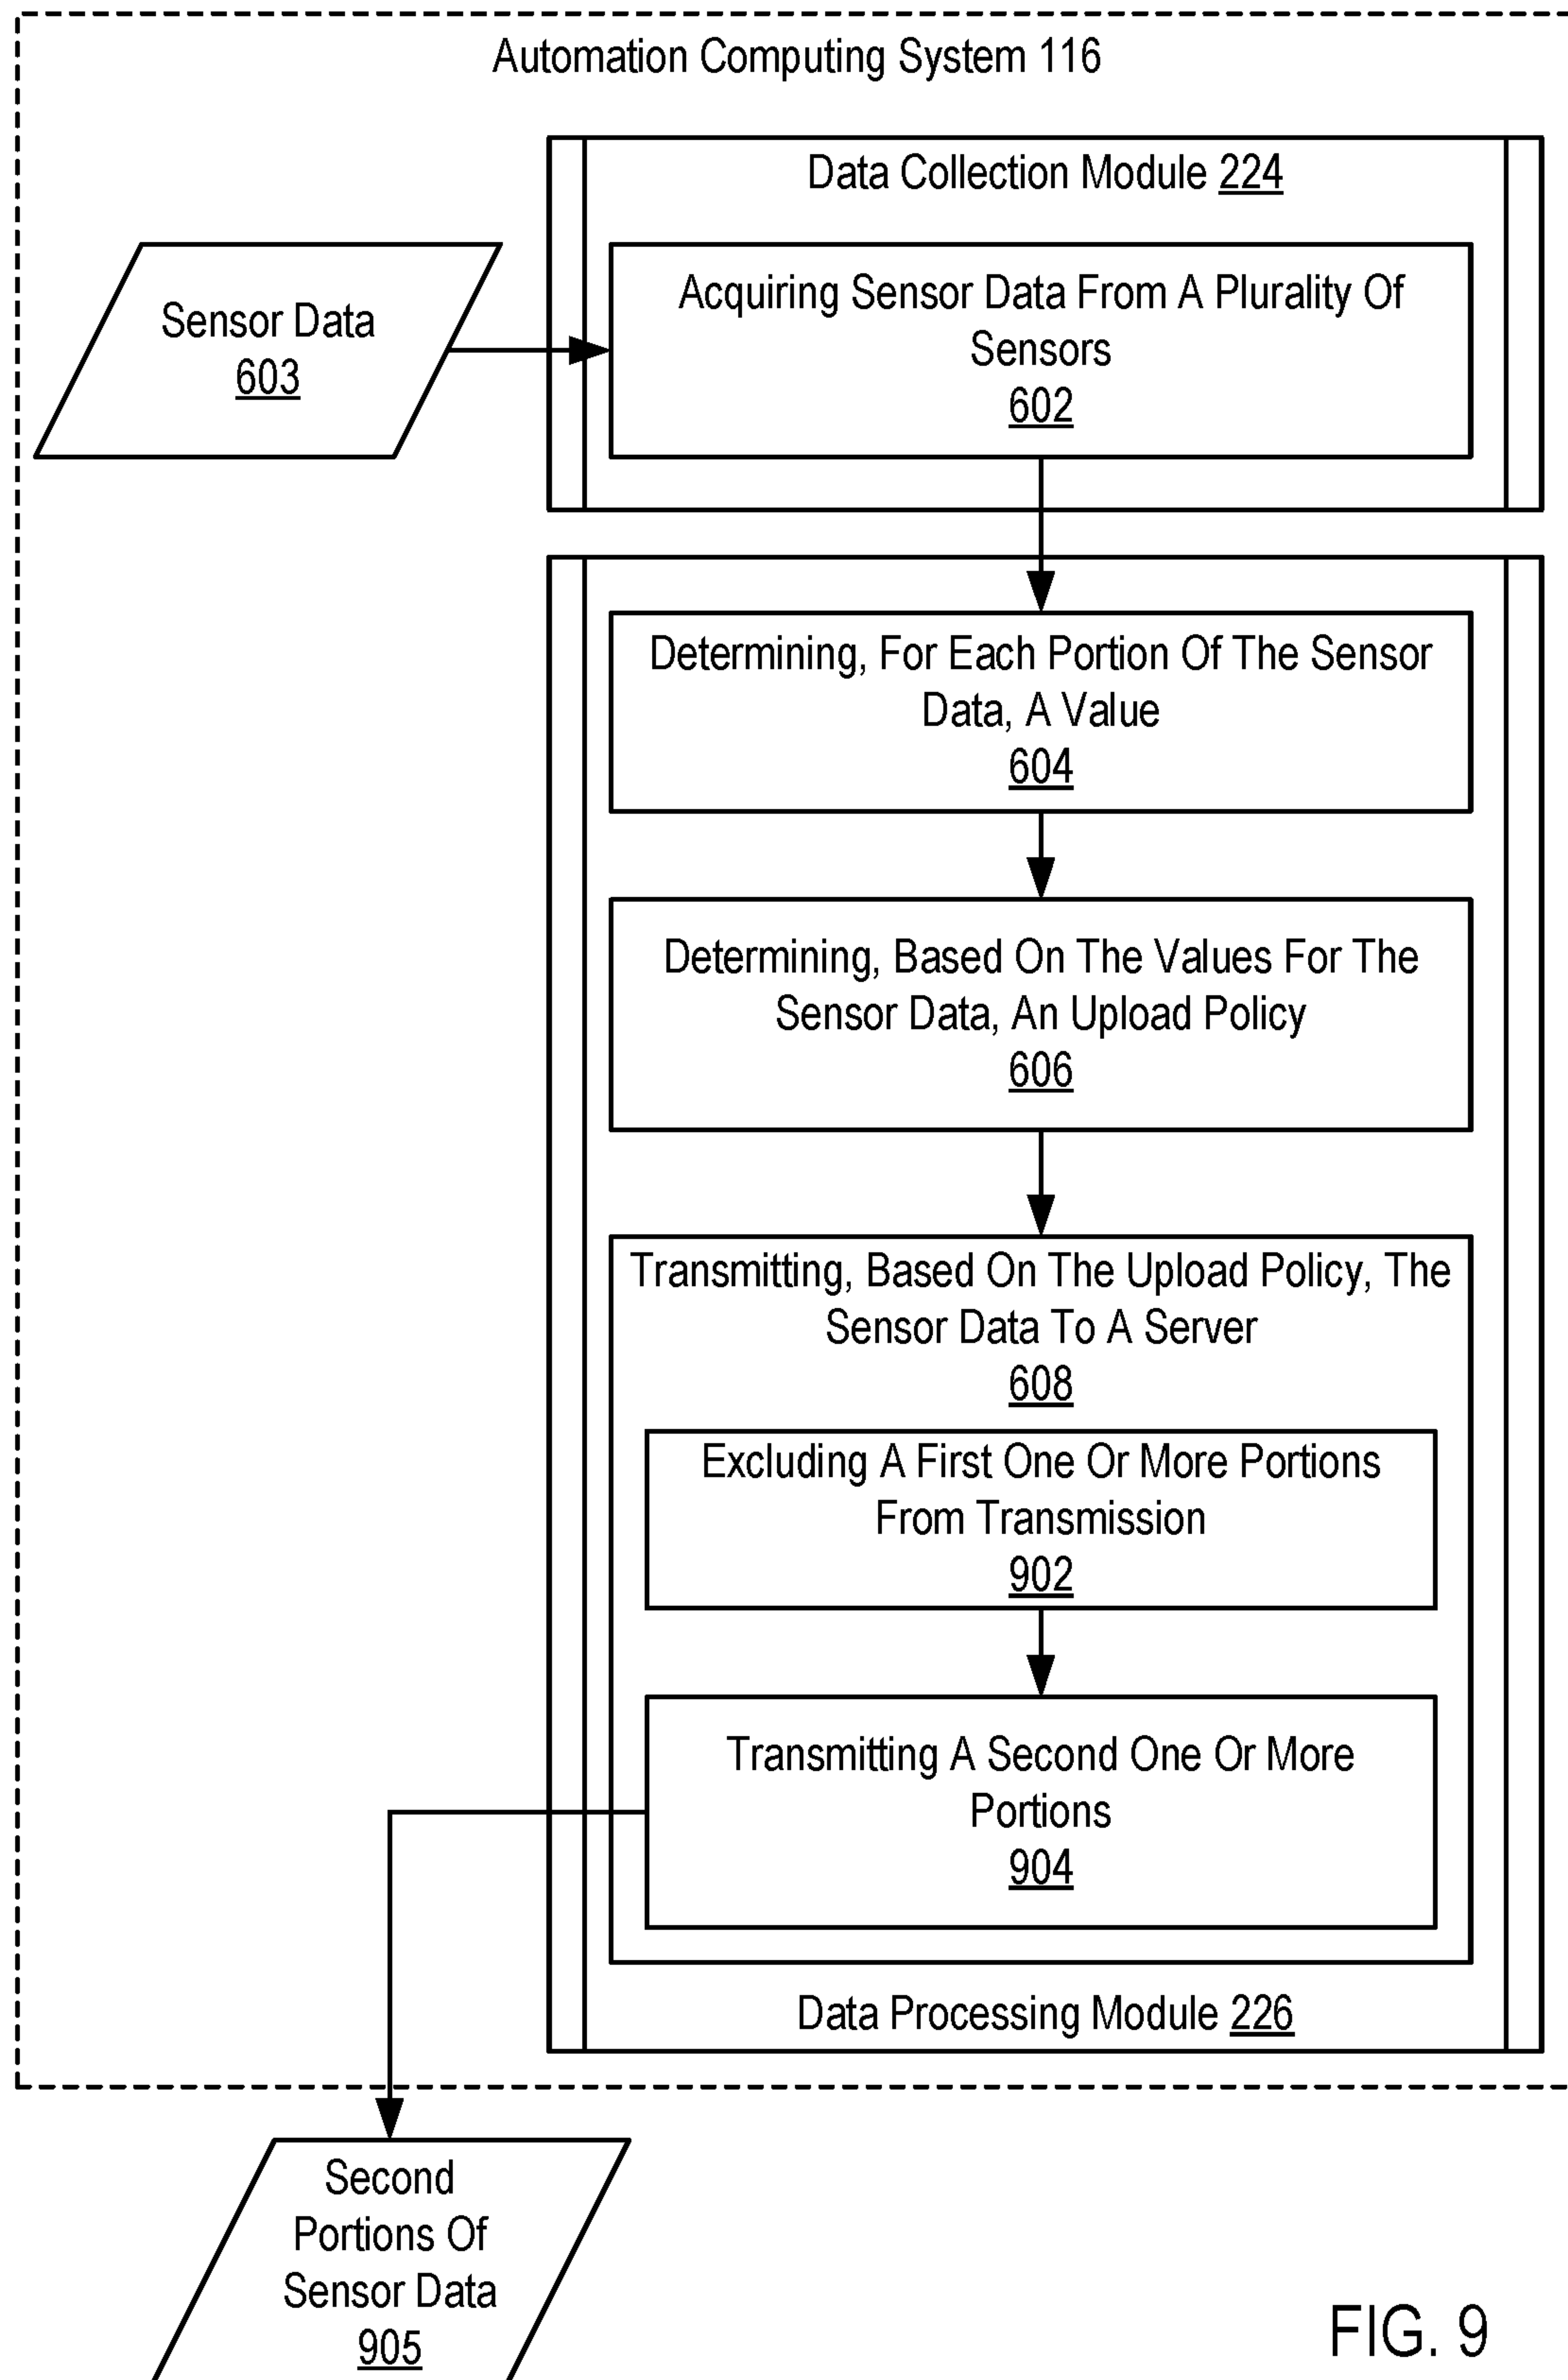 Automation Computing System 116
Data Collection Module 224
Sensor Data
603
Acquiring Sensor Data From A Plurality Of
Sensors
602
Determining, For Each Portion Of The Sensor
Data, A Value
604
Determining, Based On The Values For The
Sensor Data, An Upload Policy
606
Transmitting, Based On The Upload Policy, The
Sensor Data To A Server
608
Excluding A First One Or More Portions
From Transmission
902
Transmitting A Second One Or More
Portions
904
Data Processing Module 226
Second
Portions Of
Sensor Data
905
FIG. 9